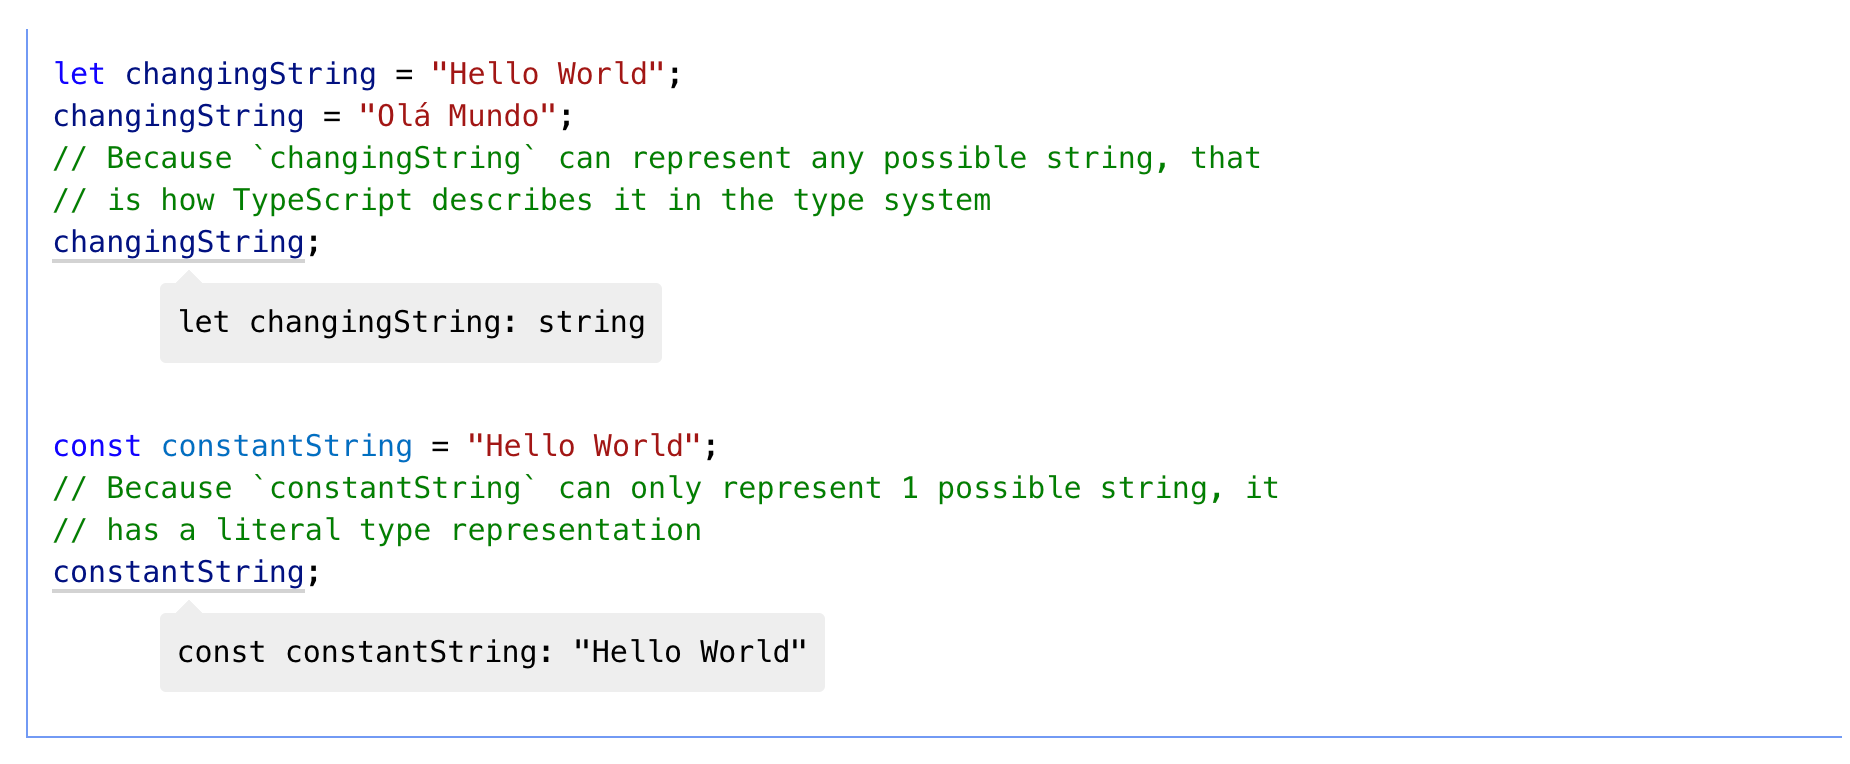 let changingString = "Hello World";
changingString = "Olá Mundo";
// Because `changingString` can represent any possible string, that
// is how TypeScript describes it in the type system
changingString;
let changingString: string
const constantString = "Hello World";
// Because `constantString` can only represent 1 possible string, it
// has a literal type representation
constantString;
const constantString: "Hello World"